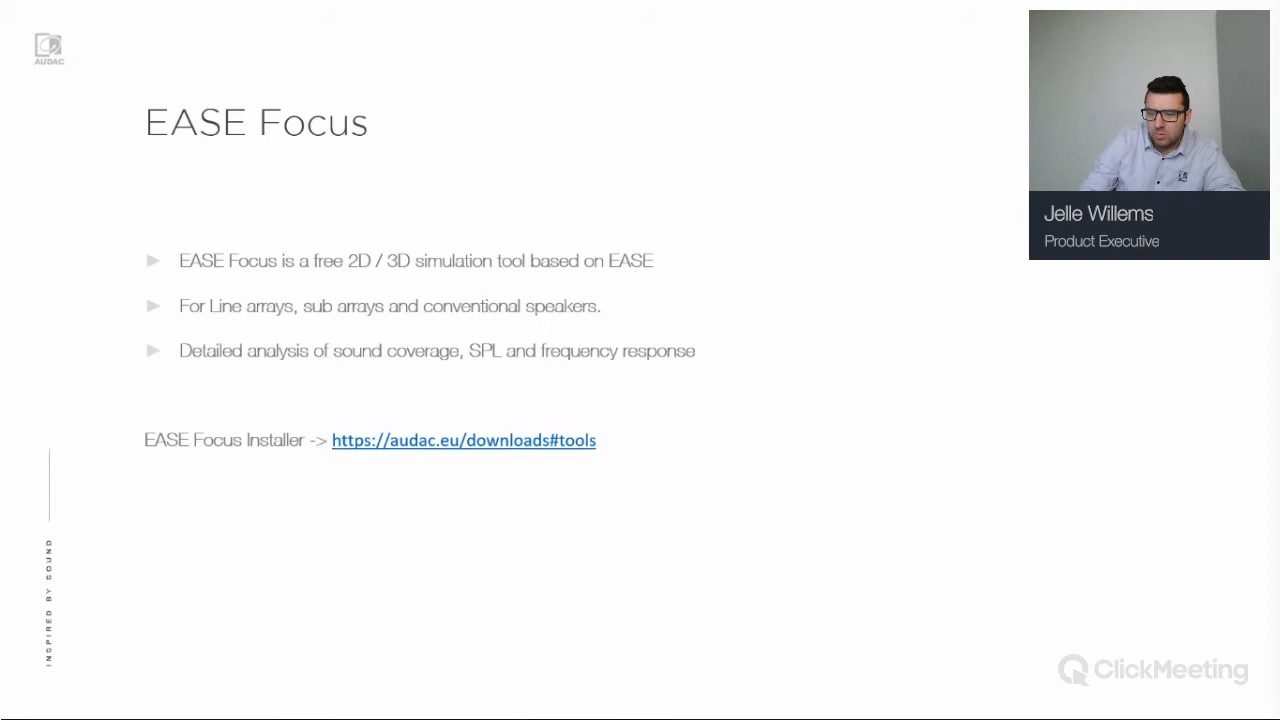 AUDAC
EASE Focus
EASE Focus is a free 2D / 3D simulation tool based on EASE
For Line arrays, sub arrays and conventional speakers.
Detailed analysis of sound coverage, SPL and frequency response
EASE Focus Installer -> https://audac.eu/downloads#tools
INSPIRED BY SOUND
Jelle Willems
Product Executive
ClickMeeting